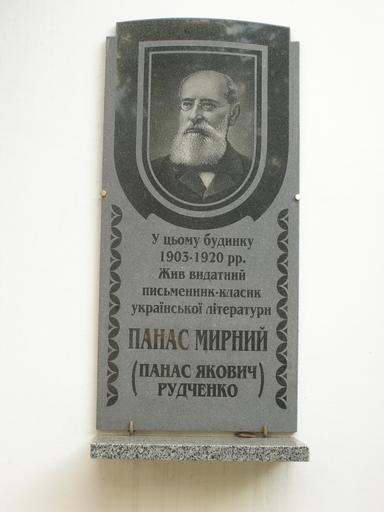 У цьому будинку
1903-1920 рр.
Жив видатний
письменник-класик
української літератури
ПАНАС МИРНИЙ
(ПАНАС ЯКОВИЧ
РУДЧЕНКО)